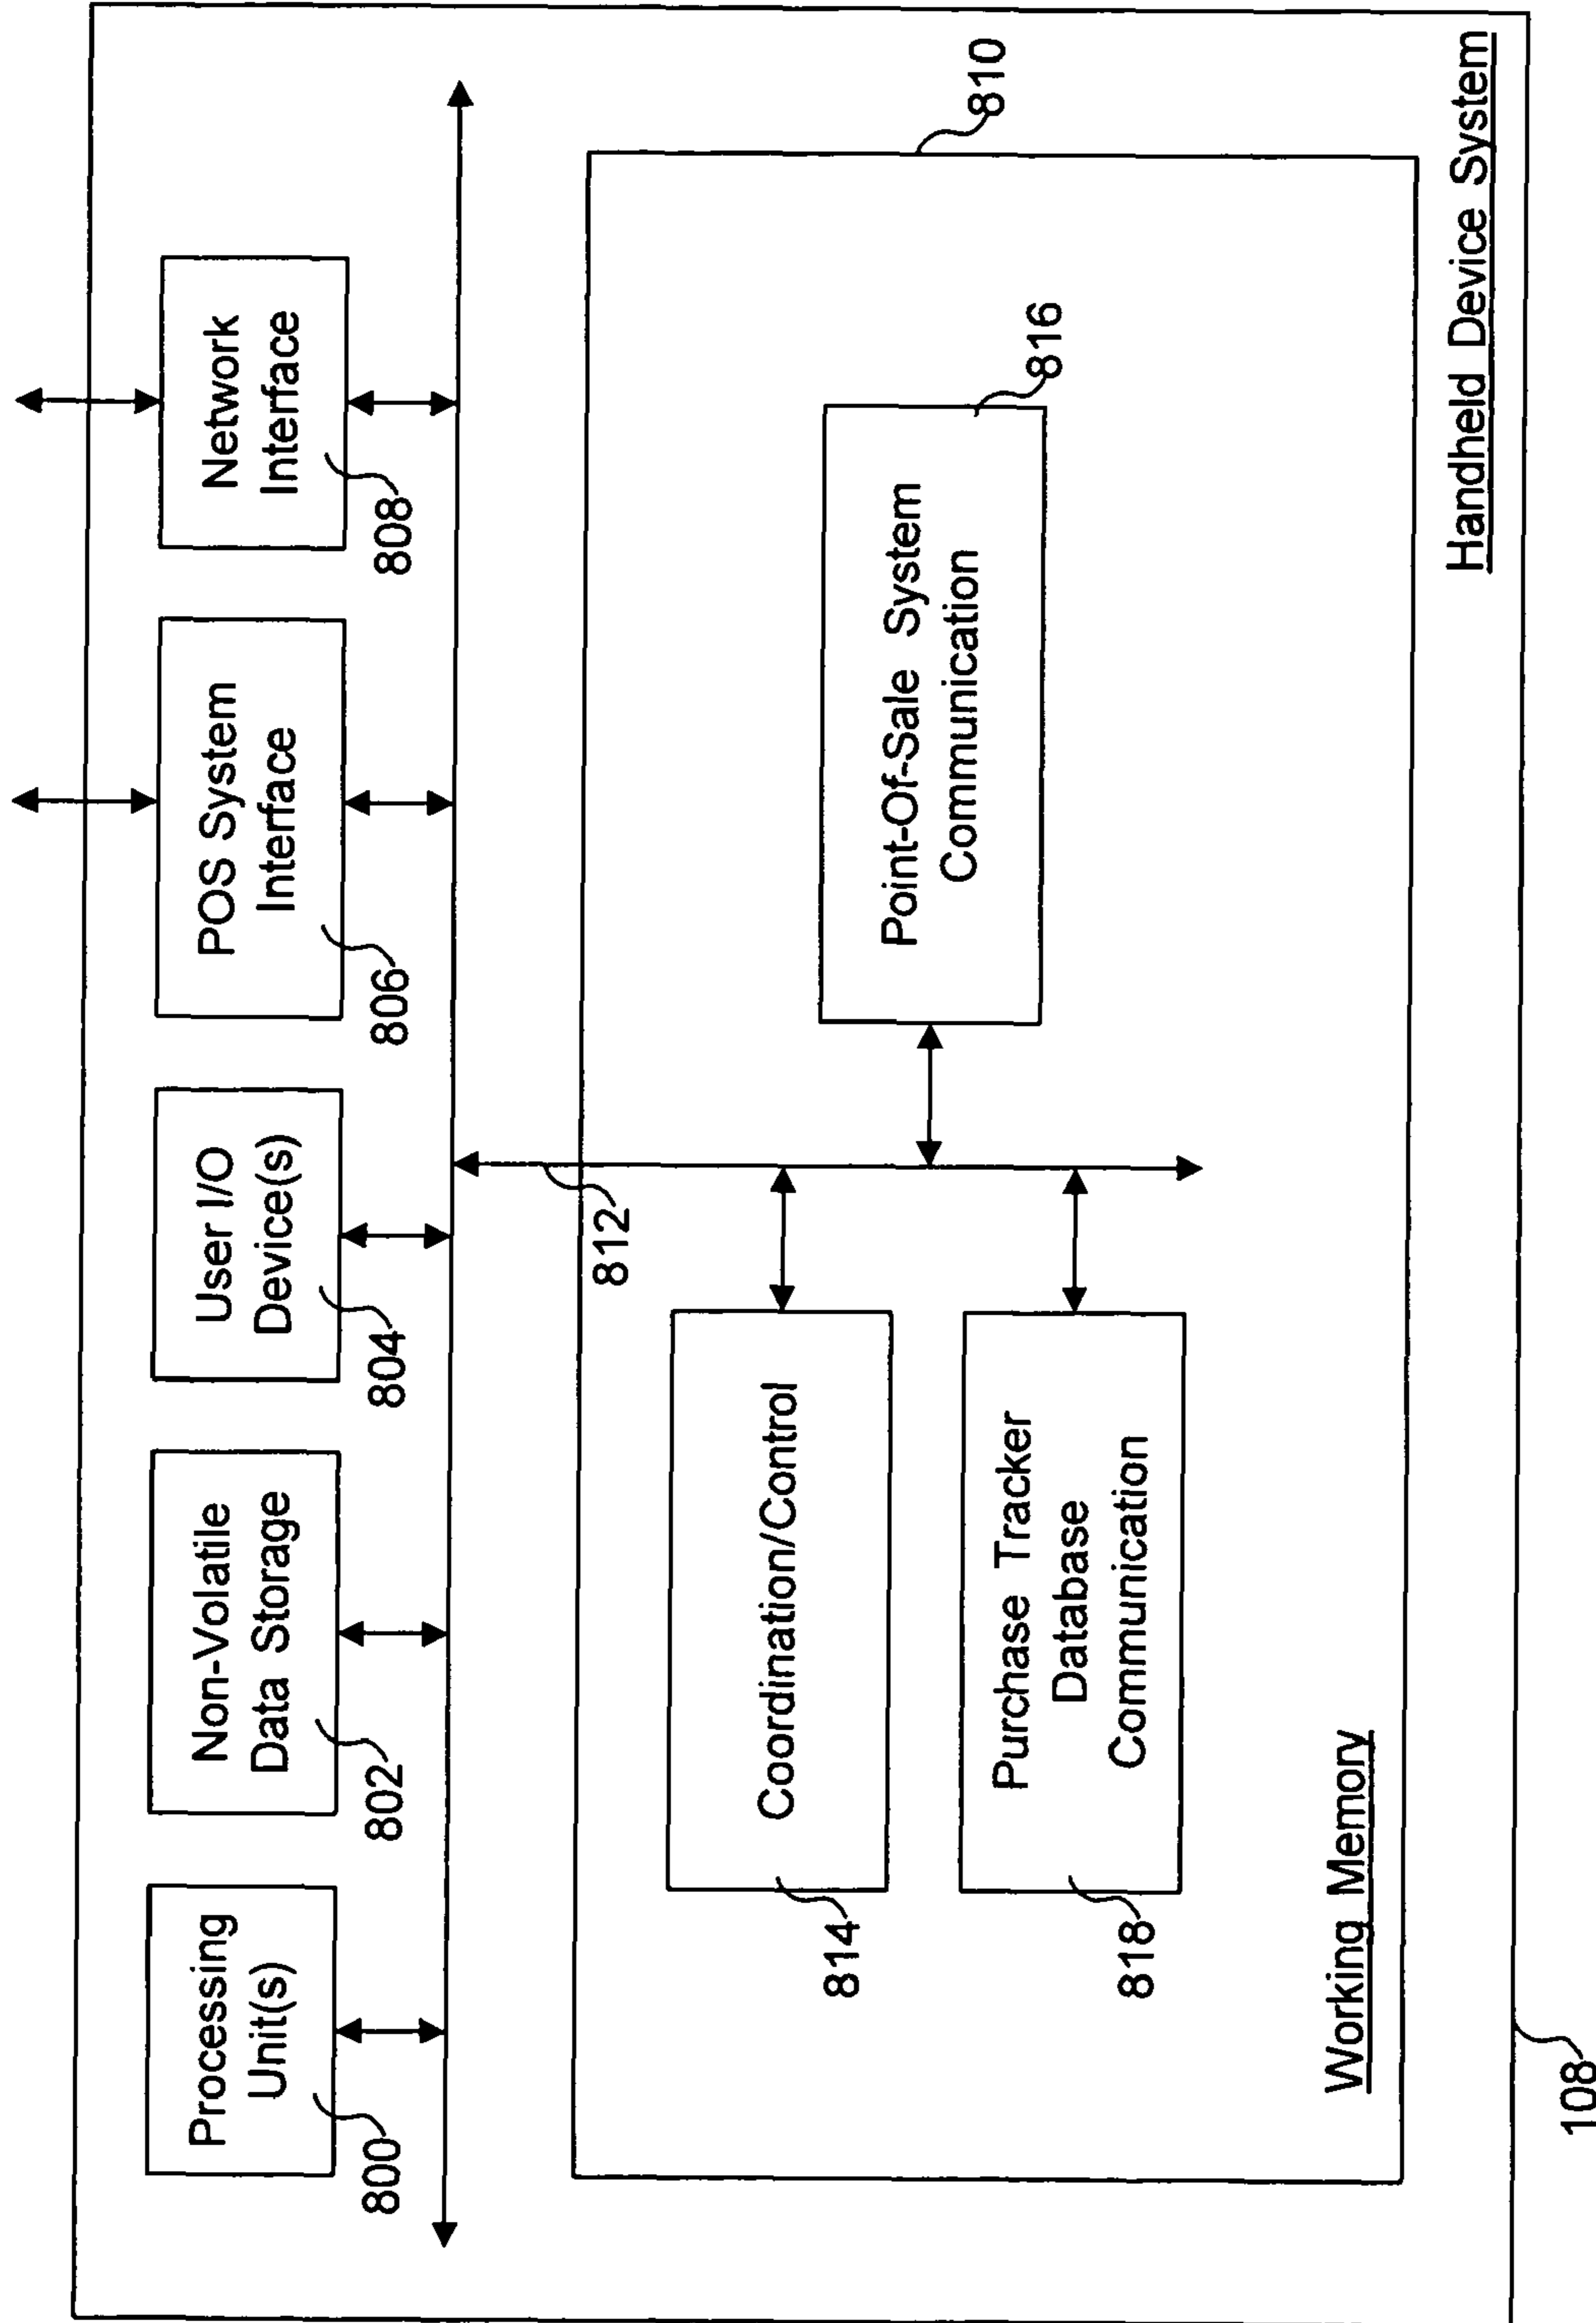 Processing
Unit(s)
800
Non-Volatile
Data Storage
802
User I/O
Device(s)
804
POS System
Interface
806
Network
Interface
808
812
810
Coordination/Control
814
Point-Of-Sale System
Communication
816
Purchase Tracker
Database
Communication
818
Working Memory
Handheld Device System
108